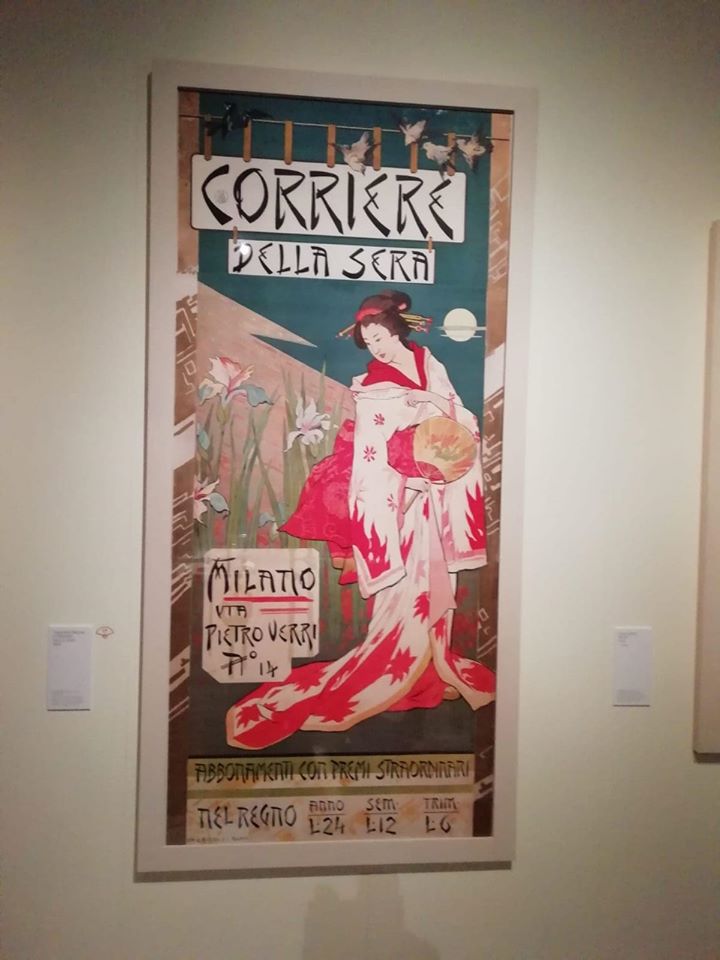 CORRIERE
DELLA SERA
MILANO
VIA
PIETRO VERRI
N° 14
ABBONAMENTI CON PREMI STRAORDINARI
NEL REGNO
ANNO SEM. TRIM.
L. 24 L. 12 L. 6